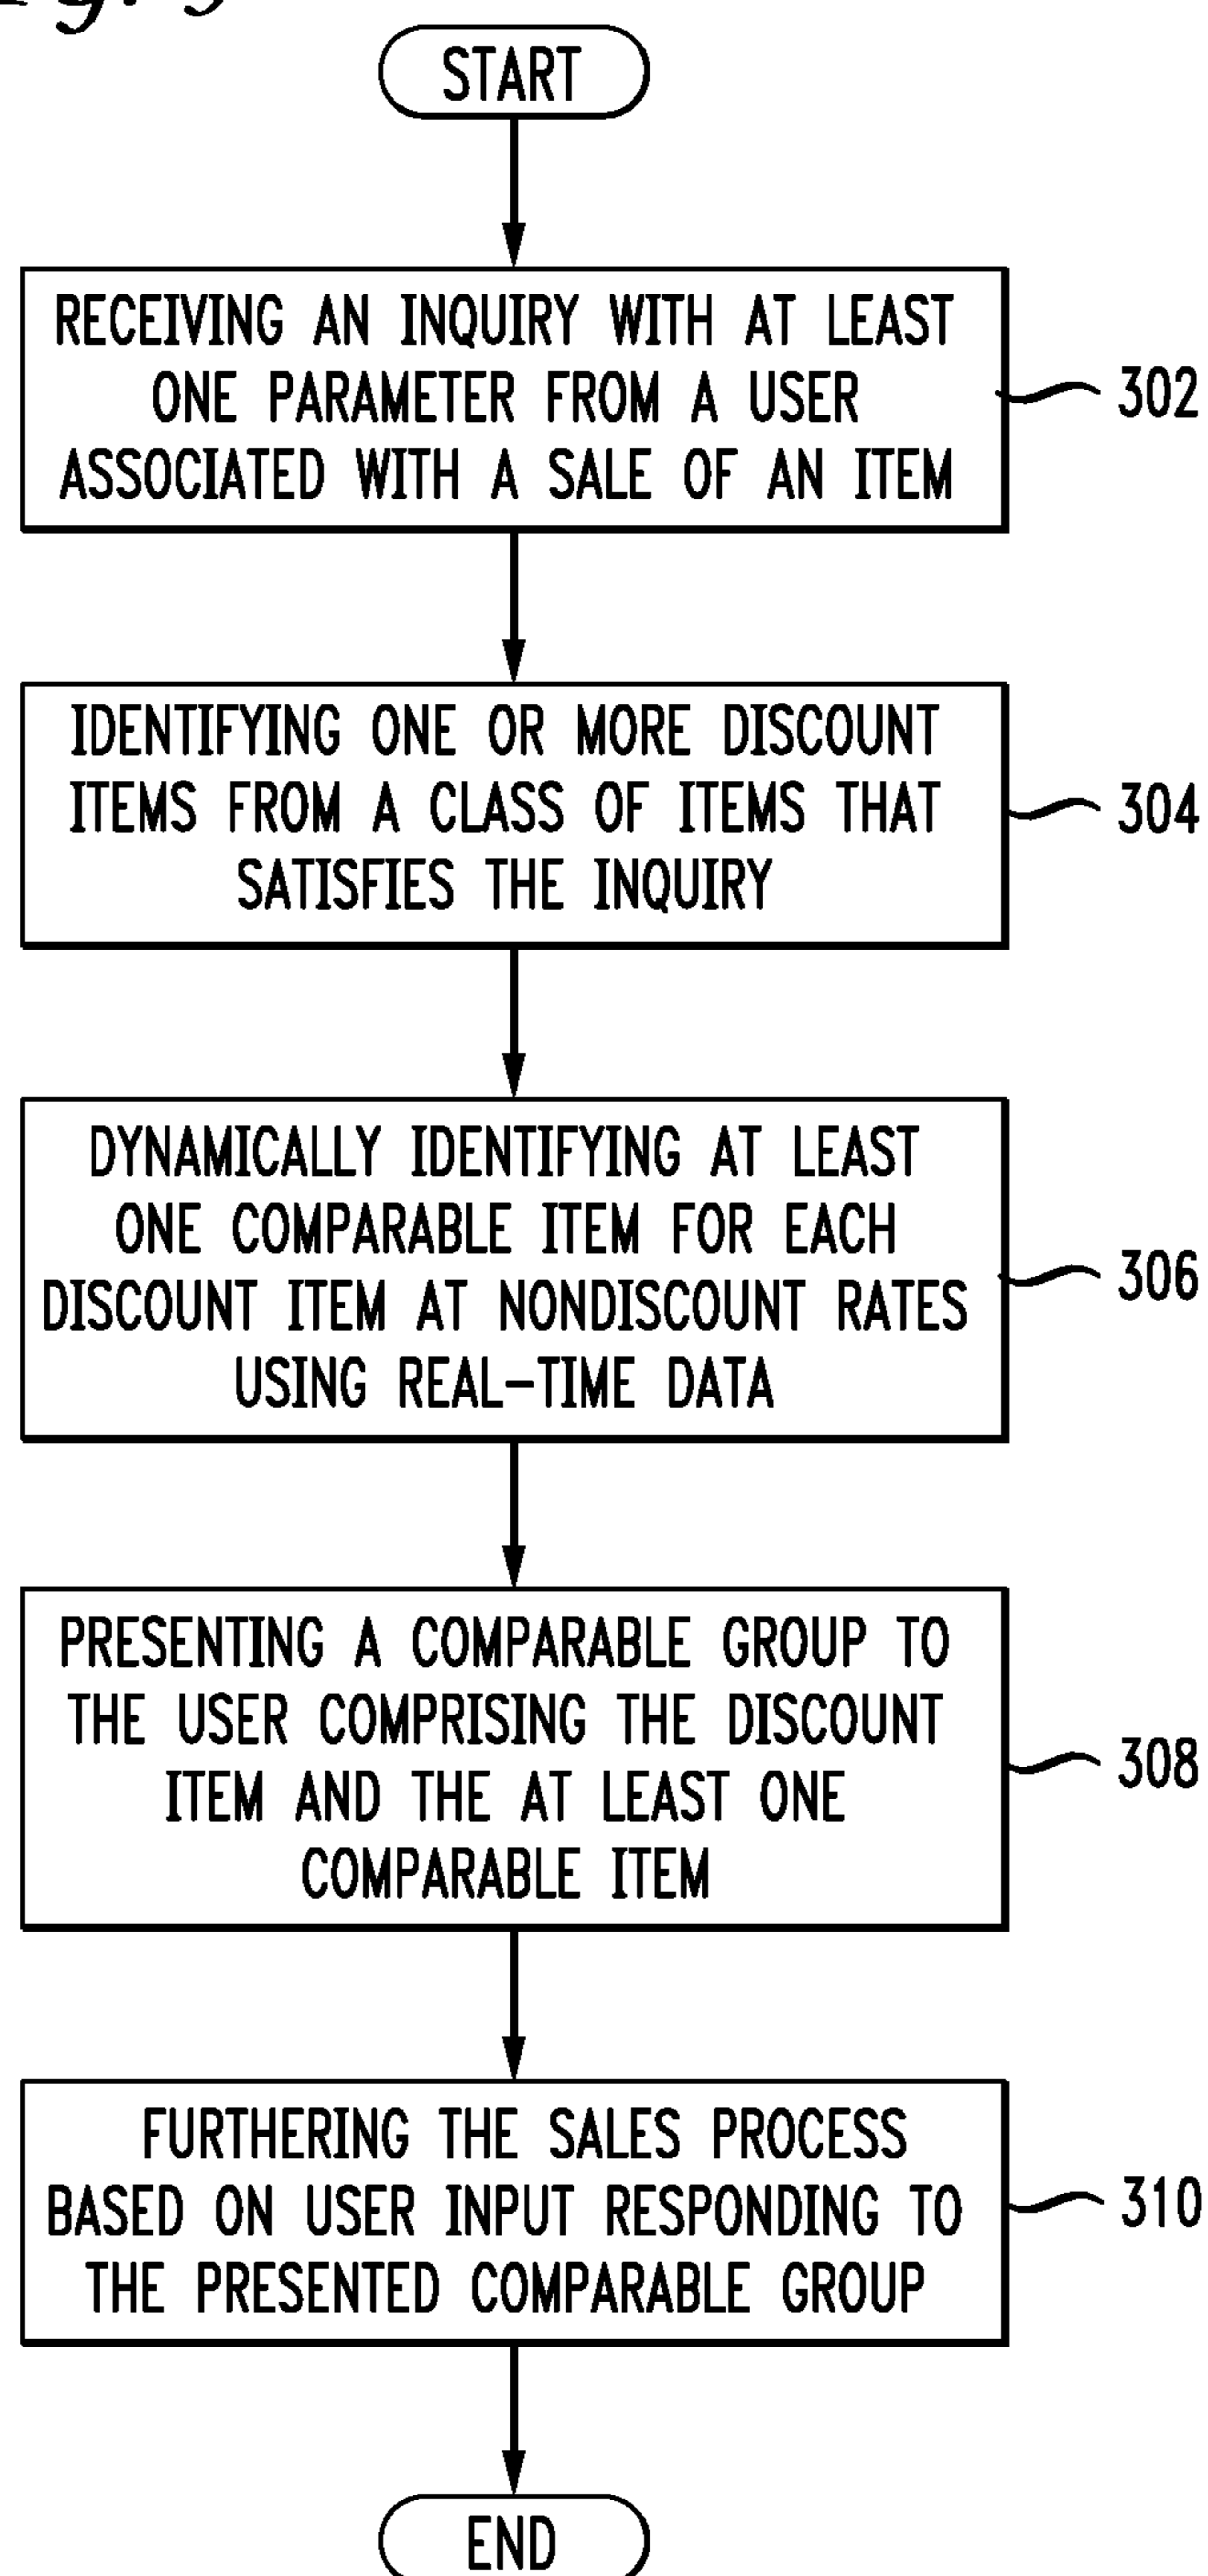 START
RECEIVING AN INQUIRY WITH AT LEAST
ONE PARAMETER FROM A USER
ASSOCIATED WITH A SALE OF AN ITEM
302
IDENTIFYING ONE OR MORE DISCOUNT
ITEMS FROM A CLASS OF ITEMS THAT
SATISFIES THE INQUIRY
304
DYNAMICALLY IDENTIFYING AT LEAST
ONE COMPARABLE ITEM FOR EACH
DISCOUNT ITEM AT NONDISCOUNT RATES
USING REAL-TIME DATA
306
PRESENTING A COMPARABLE GROUP TO
THE USER COMPRISING THE DISCOUNT
ITEM AND THE AT LEAST ONE
COMPARABLE ITEM
308
FURTHERING THE SALES PROCESS
BASED ON USER INPUT RESPONDING TO
THE PRESENTED COMPARABLE GROUP
310
END